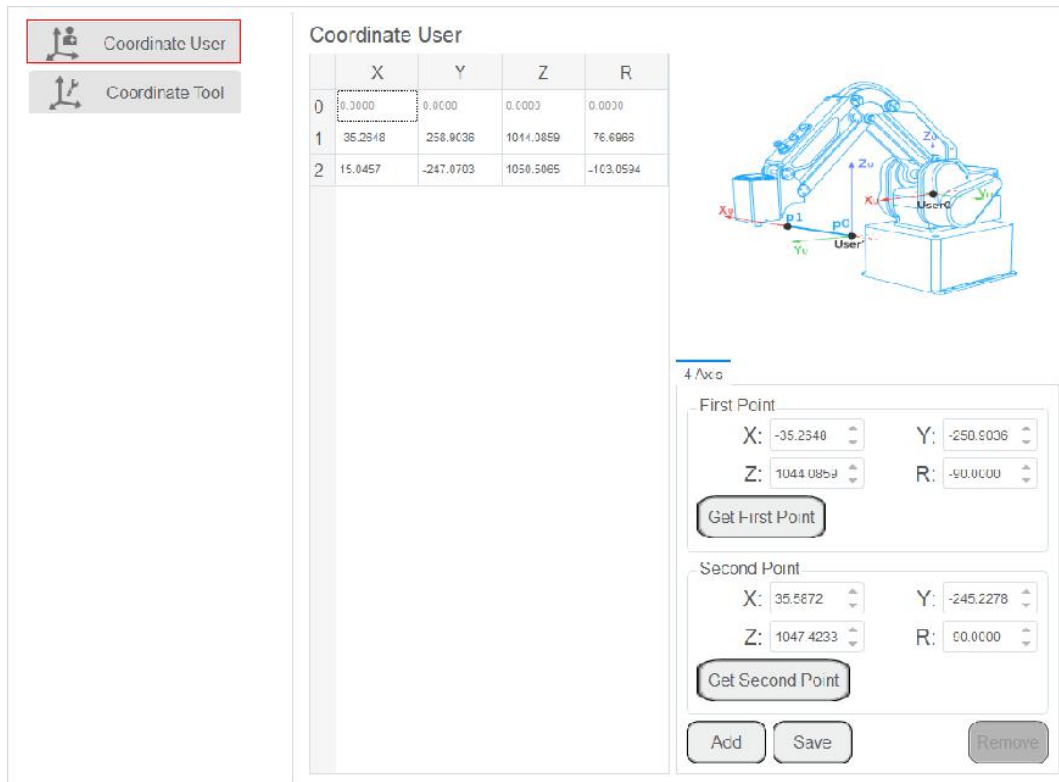 Coordinate User
Coordinate Tool
Coordinate User
X Y Z R
0 0.0000 0.0000 0.0000 0.0000
1 35.2648 258.9036 1044.0859 76.6966
2 15.0457 -247.0703 1050.5065 -103.0594
Zu
Zu
Xu
Yu
User0
Xu
p1
p0
Yu
User
4 Axis
First Point
X: -35.2648 Y: -258.9036
Z: 1044.0859 R: -90.0000
Get First Point
Second Point
X: 35.5872 Y: -245.2278
Z: 1047.4233 R: 90.0000
Get Second Point
Add Save Remove